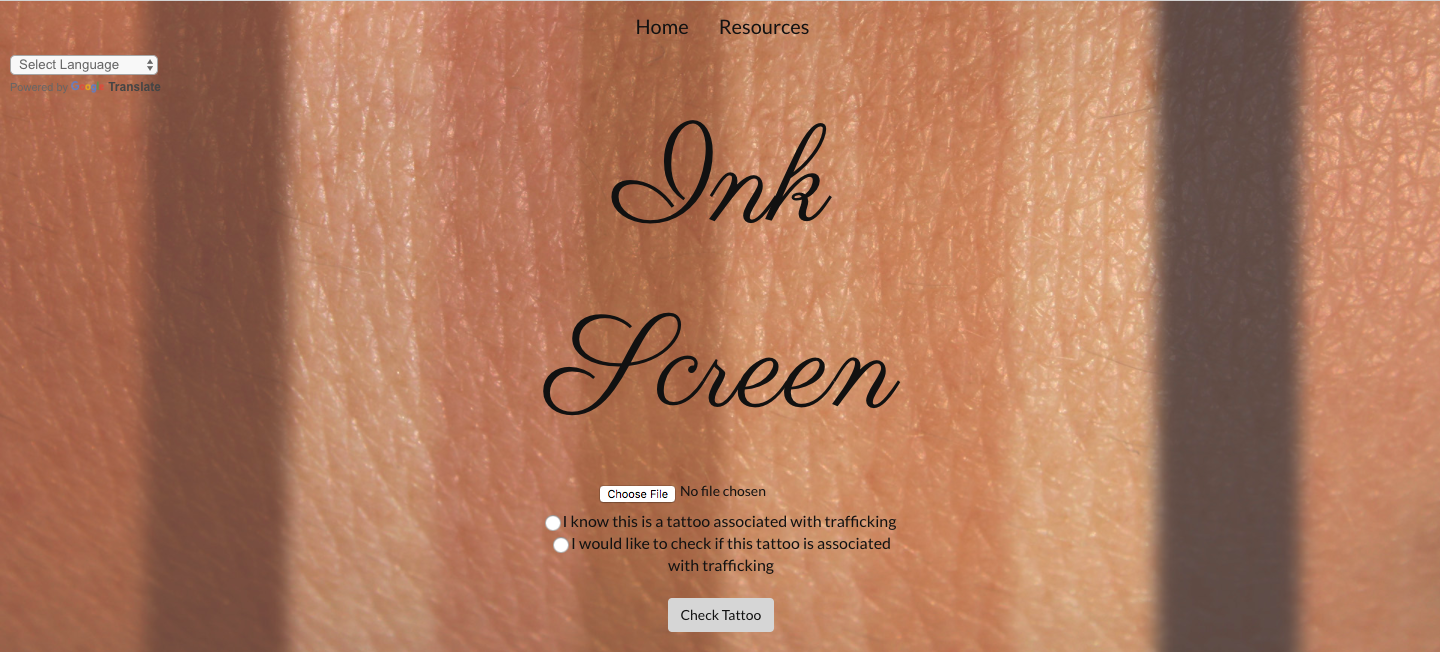 Home Resources
Select Language
Powered by Google Translate
Ink
Screen
Choose File No file chosen
I know this is a tattoo associated with trafficking
I would like to check if this tattoo is associated
with trafficking
Check Tattoo